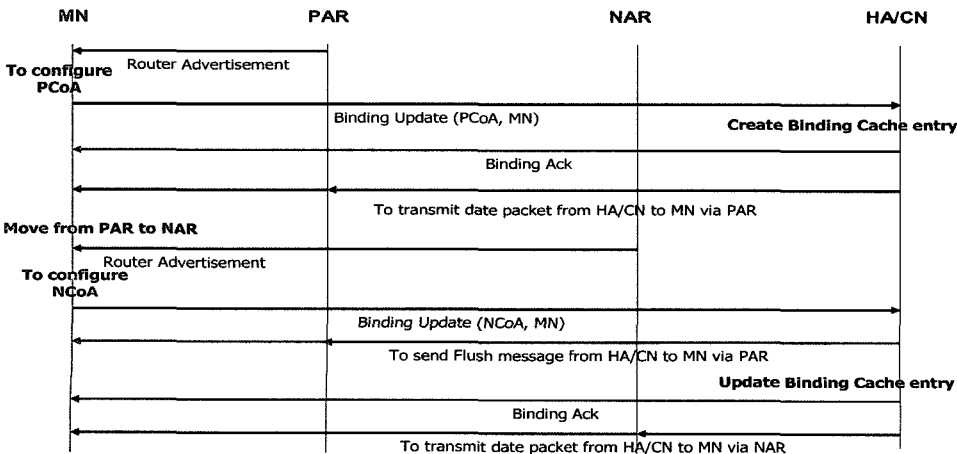 MN PAR NAR HA/CN
Router Advertisement
To configure
PCoA
Binding Update (PCoA, MN)
Create Binding Cache entry
Binding Ack
To transmit date packet from HA/CN to MN via PAR
Move from PAR to NAR
Router Advertisement
To configure
NCoA
Binding Update (NCoA, MN)
To send Flush message from HA/CN to MN via PAR
Update Binding Cache entry
Binding Ack
To transmit date packet from HA/CN to MN via NAR